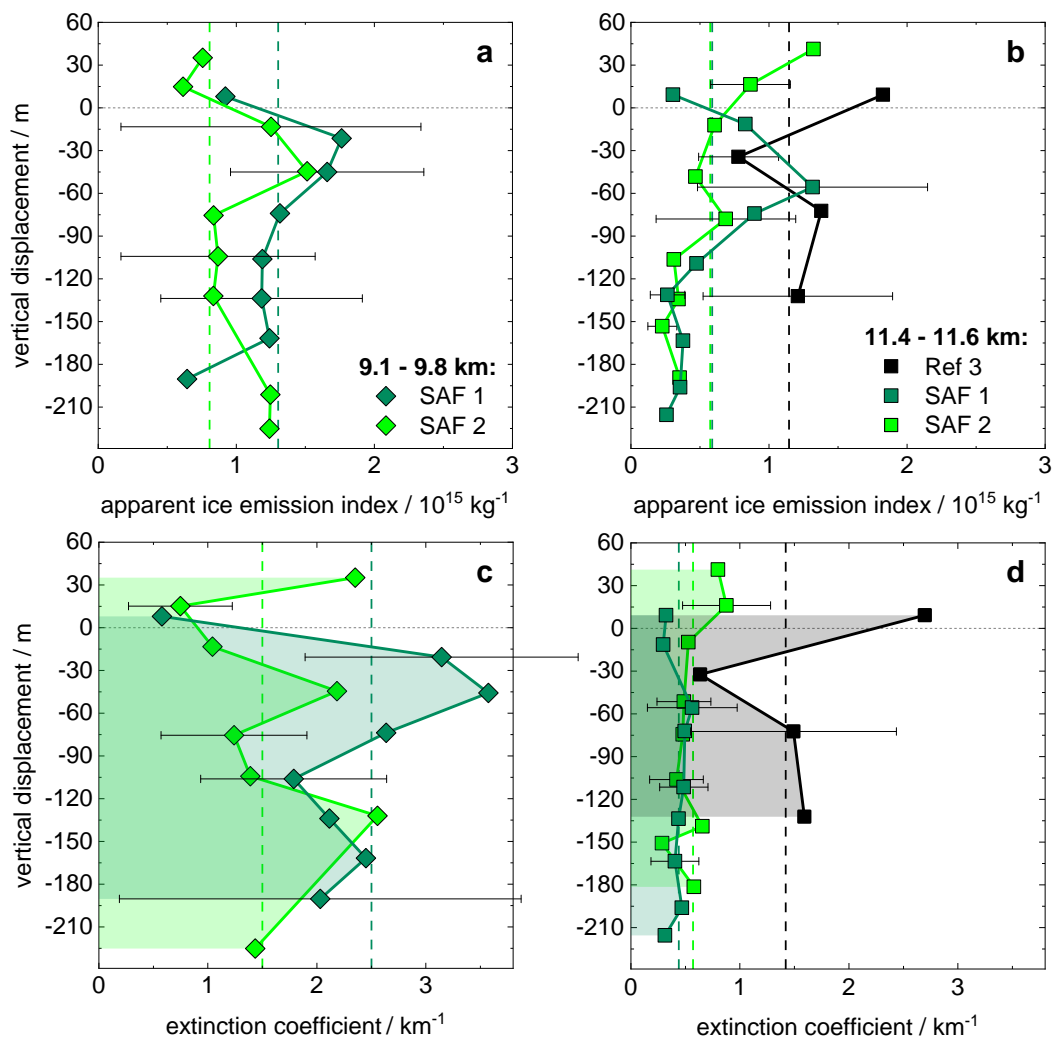 a
60
30
0
-30
-60
-90
-120
-150
-180
-210
vertical displacement / m
9.1 - 9.8 km:
SAF 1
SAF 2
0 1 2 3
apparent ice emission index / 10¹⁵ kg⁻¹
b
60
30
0
-30
-60
-90
-120
-150
-180
-210
11.4 - 11.6 km:
Ref 3
SAF 1
SAF 2
0 1 2 3
apparent ice emission index / 10¹⁵ kg⁻¹
c
60
30
0
-30
-60
-90
-120
-150
-180
-210
vertical displacement / m
0 1 2 3
extinction coefficient / km⁻¹
d
60
30
0
-30
-60
-90
-120
-150
-180
-210
0 1 2 3
extinction coefficient / km⁻¹